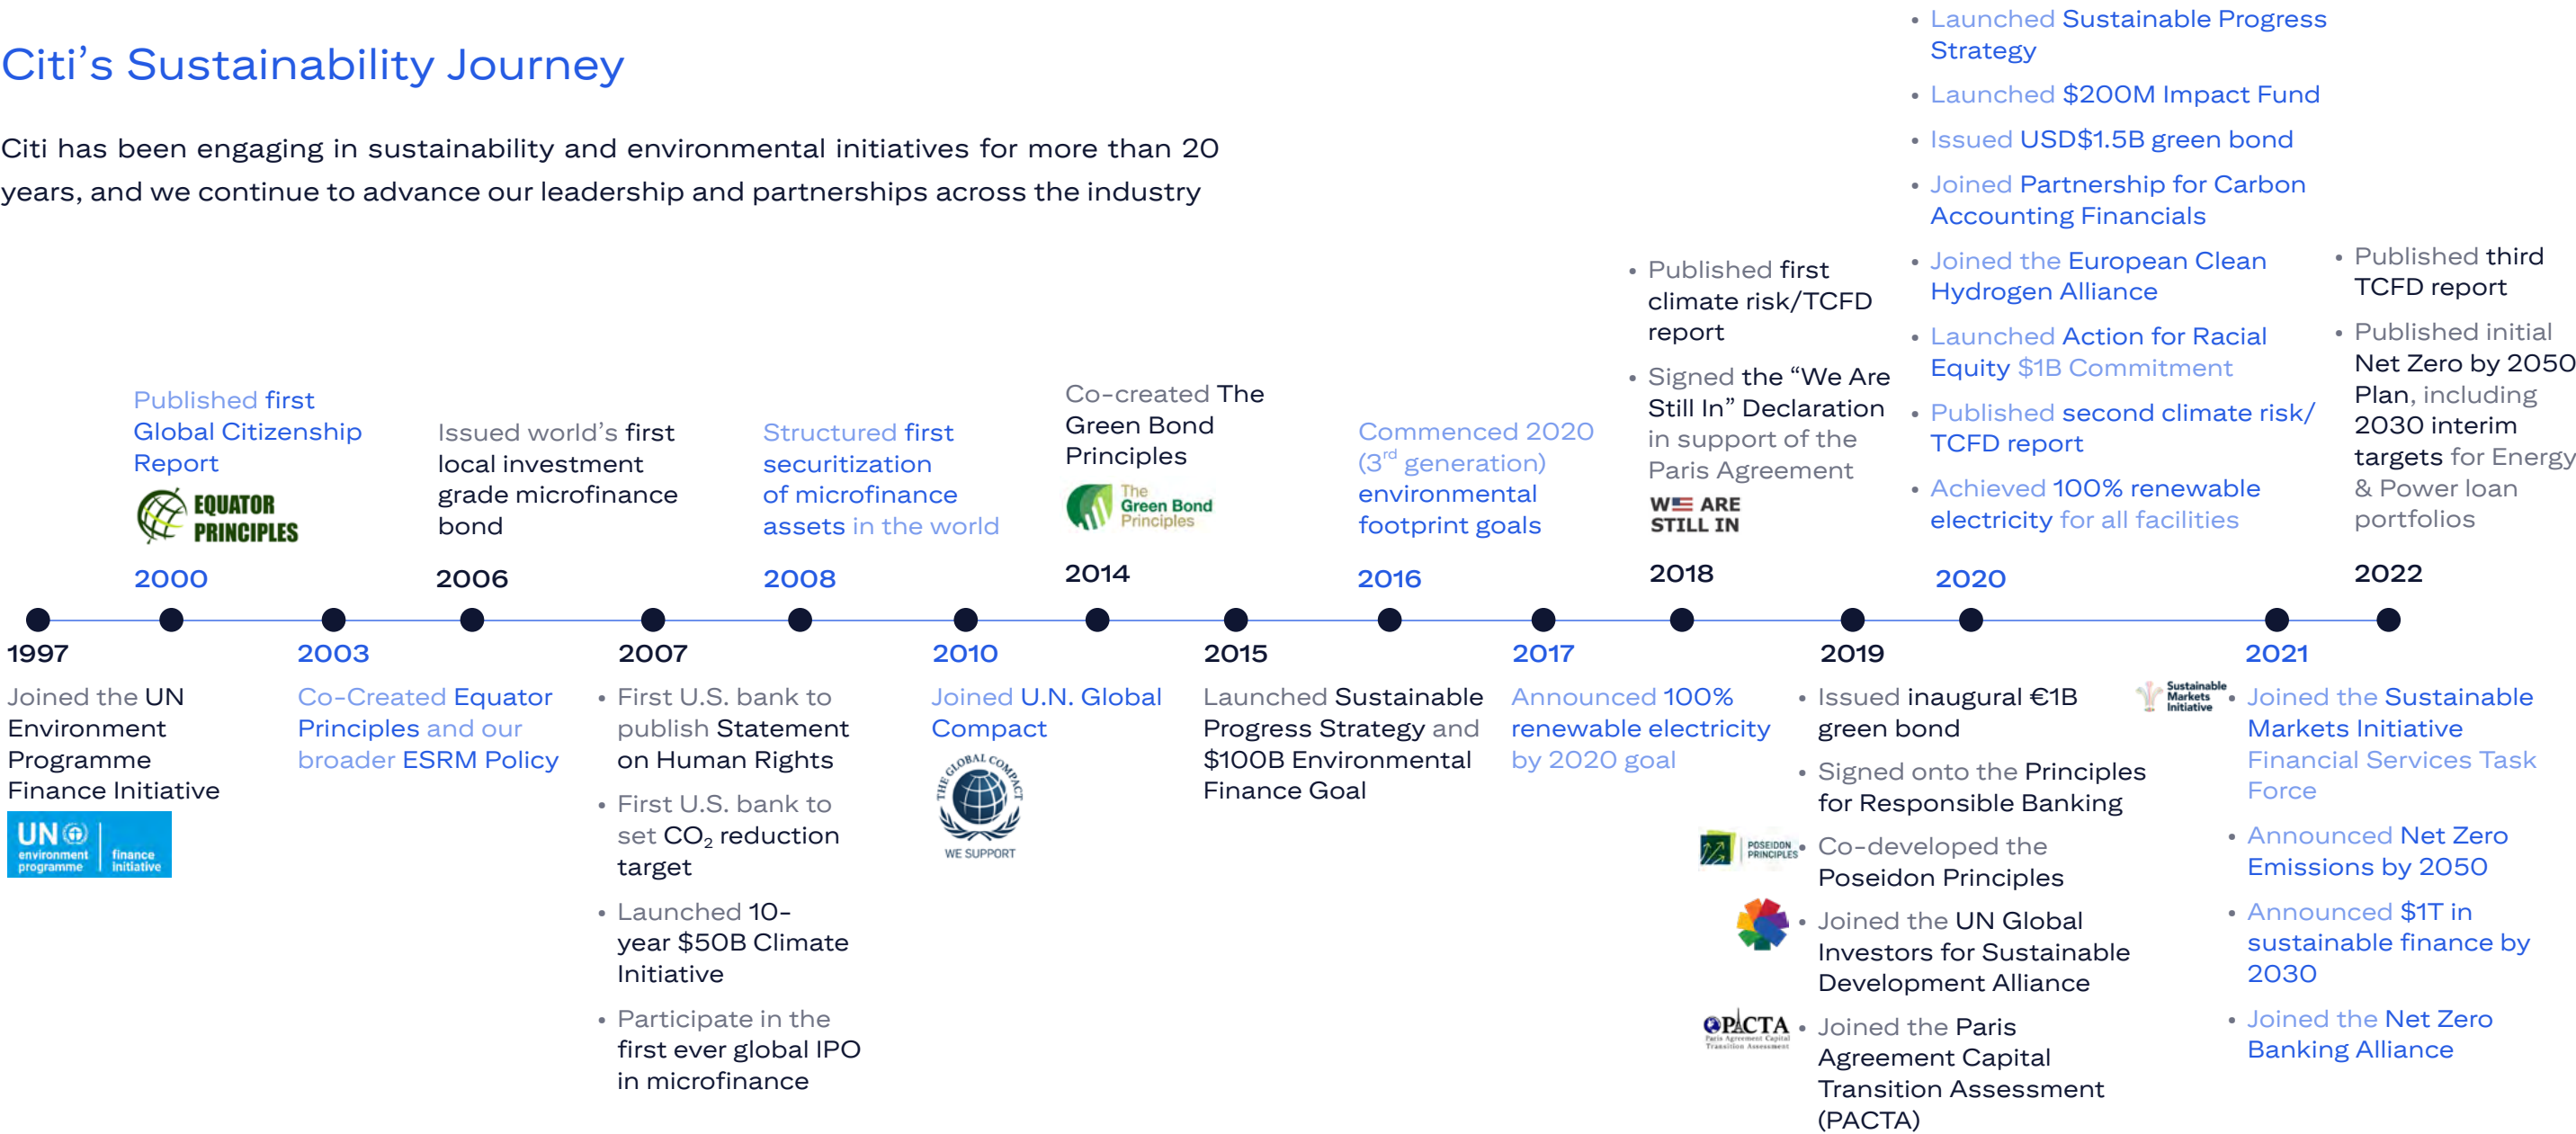 Citi's Sustainability Journey
Citi has been engaging in sustainability and environmental initiatives for more than 20
years, and we continue to advance our leadership and partnerships across the industry
1997
Joined the UN
Environment
Programme
Finance Initiative
UN
environment
programme
finance
initiative
Published first
Global Citizenship
Report
EQUATOR
PRINCIPLES
2000
2003
Co-Created Equator
Principles and our
broader ESRM Policy
Issued world's first
local investment
grade microfinance
bond
2006
2007
• First U.S. bank to
publish Statement
on Human Rights
• First U.S. bank to
set CO₂ reduction
target
• Launched 10-
year $50B Climate
Initiative
• Participate in the
first ever global IPO
in microfinance
Structured first
securitization
of microfinance
assets in the world
2008
2010
Joined U.N. Global
Compact
THE GLOBAL COMPACT
WE SUPPORT
Co-created The
Green Bond
Principles
The
Green Bond
Principles
2014
2015
Launched Sustainable
Progress Strategy and
$100B Environmental
Finance Goal
Commenced 2020
(3rd generation)
environmental
footprint goals
2016
2017
Announced 100%
renewable electricity
by 2020 goal
• Published first
climate risk/TCFD
report
• Signed the “We Are
Still In” Declaration
in support of the
Paris Agreement
WE ARE
STILL IN
2018
2019
• Issued inaugural €1B
green bond
• Signed onto the Principles
for Responsible Banking
POSEIDON
PRINCIPLES
• Co-developed the
Poseidon Principles
• Joined the UN Global
Investors for Sustainable
Development Alliance
PACTA
Paris Agreement Capital
Transition Assessment
• Joined the Paris
Agreement Capital
Transition Assessment
(PACTA)
• Launched Sustainable Progress
Strategy
• Launched $200M Impact Fund
• Issued USD$1.5B green bond
• Joined Partnership for Carbon
Accounting Financials
• Joined the European Clean
Hydrogen Alliance
• Launched Action for Racial
Equity $1B Commitment
• Published second climate risk/
TCFD report
• Achieved 100% renewable
electricity for all facilities
2020
2021
Sustainable
Markets
Initiative
• Joined the Sustainable
Markets Initiative
Financial Services Task
Force
• Announced Net Zero
Emissions by 2050
• Announced $1T in
sustainable finance by
2030
• Joined the Net Zero
Banking Alliance
• Published third
TCFD report
• Published initial
Net Zero by 2050
Plan, including
2030 interim
targets for Energy
& Power loan
portfolios
2022